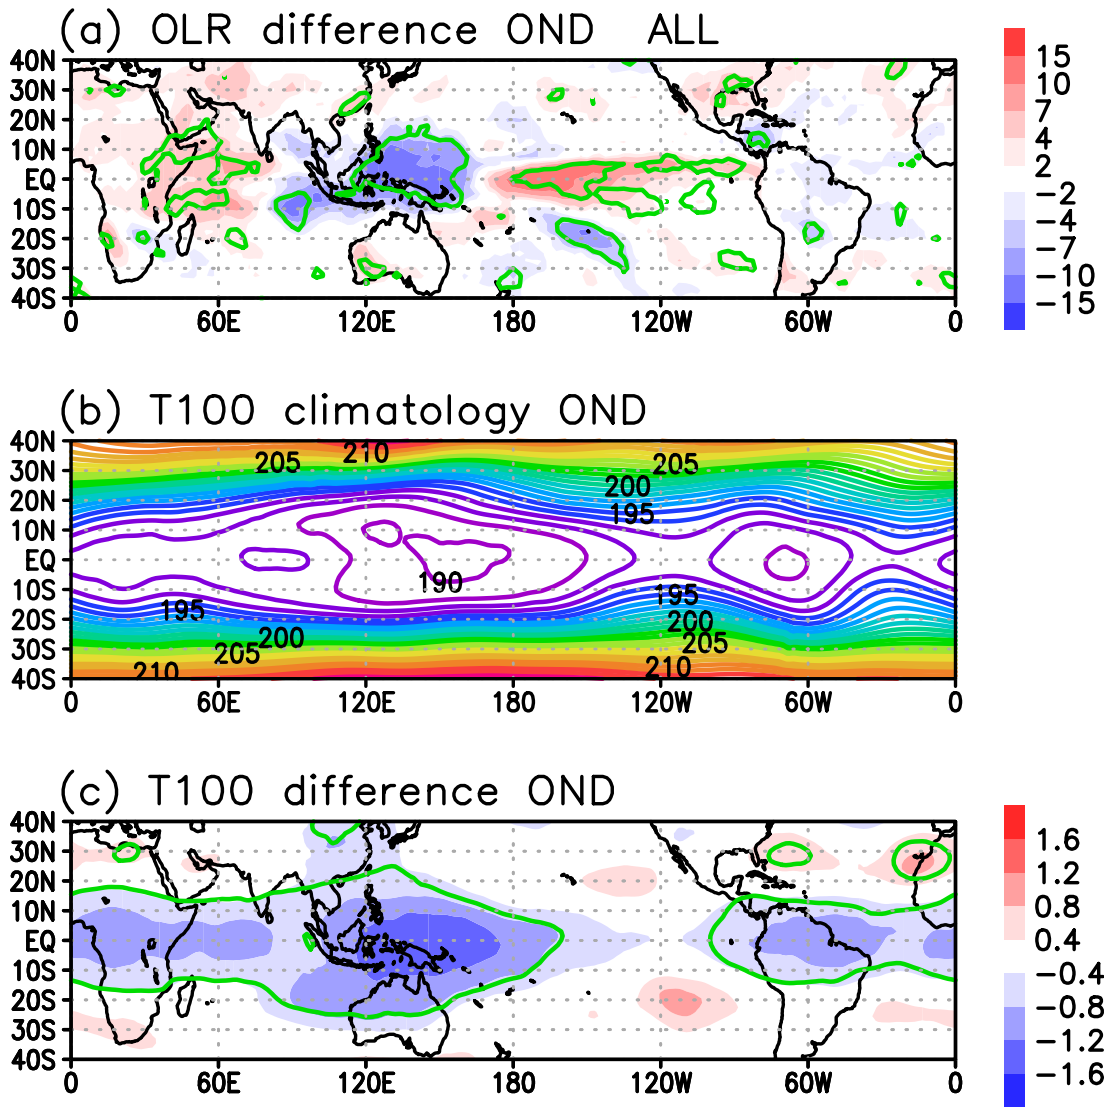 (a) OLR difference OND ALL
40N
30N
20N
10N
EQ
10S
20S
30S
40S
0 60E 120E 180 120W 60W 0
15
10
7
4
2
−2
−4
−7
−10
−15
(b) T100 climatology OND
40N
30N
20N
10N
EQ
10S
20S
30S
40S
205 210 205
200
195
190
195 195
200 200
205 205
210 210
0 60E 120E 180 120W 60W 0
(c) T100 difference OND
40N
30N
20N
10N
EQ
10S
20S
30S
40S
0 60E 120E 180 120W 60W 0
1.6
1.2
0.8
0.4
−0.4
−0.8
−1.2
−1.6